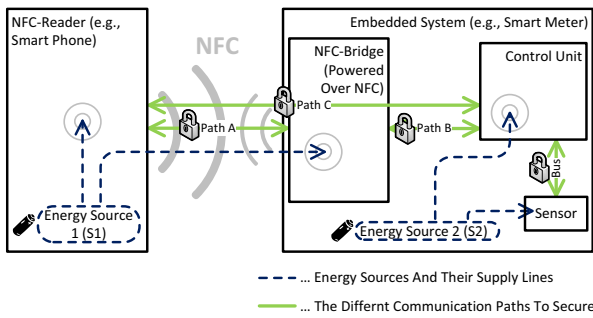 NFC-Reader (e.g.,
Smart Phone)
NFC
Embedded System (e.g., Smart Meter)
NFC-Bridge
(Powered
Over NFC)
Control Unit
Path C
Path A
Path B
Bus
Energy Source
1 (S1)
Energy Source 2 (S2)
Sensor
... Energy Sources And Their Supply Lines
... The Differnt Communication Paths To Secure